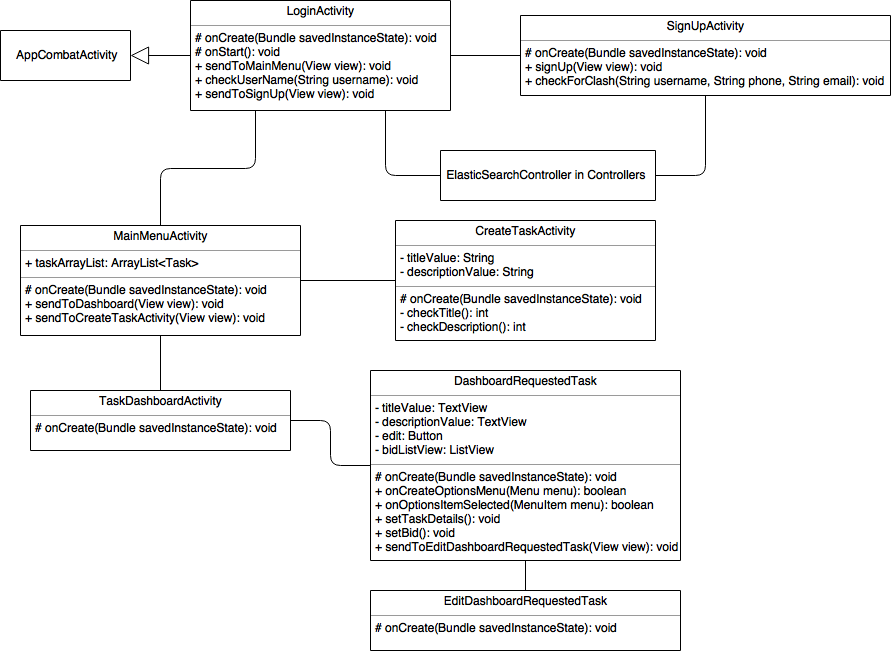 AppCombatActivity
LoginActivity
# onCreate(Bundle savedInstanceState): void
# onStart(): void
+ sendToMainMenu(View view): void
+ checkUserName(String username): void
+ sendToSignUp(View view): void
SignUpActivity
# onCreate(Bundle savedInstanceState): void
+ signUp(View view): void
+ checkForClash(String username, String phone, String email): void
ElasticSearchController in Controllers
MainMenuActivity
+ taskArrayList: ArrayList<Task>
# onCreate(Bundle savedInstanceState): void
+ sendToDashboard(View view): void
+ sendToCreateTaskActivity(View view): void
CreateTaskActivity
- titleValue: String
- descriptionValue: String
# onCreate(Bundle savedInstanceState): void
- checkTitle(): int
- checkDescription(): int
TaskDashboardActivity
# onCreate(Bundle savedInstanceState): void
DashboardRequestedTask
- titleValue: TextView
- descriptionValue: TextView
- edit: Button
- bidListView: ListView
# onCreate(Bundle savedInstanceState): void
+ onCreateOptionsMenu(Menu menu): boolean
+ onOptionsItemSelected(MenuItem menu): boolean
+ setTaskDetails(): void
+ setBid(): void
+ sendToEditDashboardRequestedTask(View view): void
EditDashboardRequestedTask
# onCreate(Bundle savedInstanceState): void